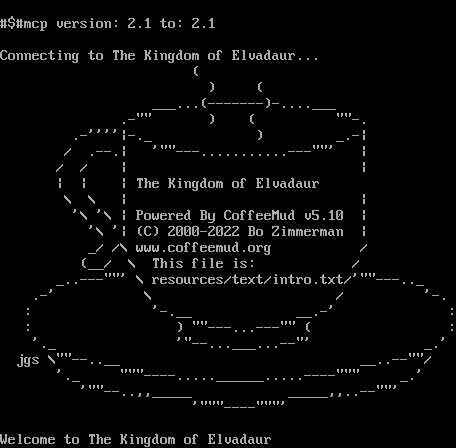 #$#mcp version: 2.1 to: 2.1
Connecting to The Kingdom of Elvadaur...
The Kingdom of Elvadaur
Powered By CoffeeMud v5.10
(C) 2000-2022 Bo Zimmerman
www.coffeemud.org
This file is:
resources/text/intro.txt
jgs
Welcome to The Kingdom of Elvadaur